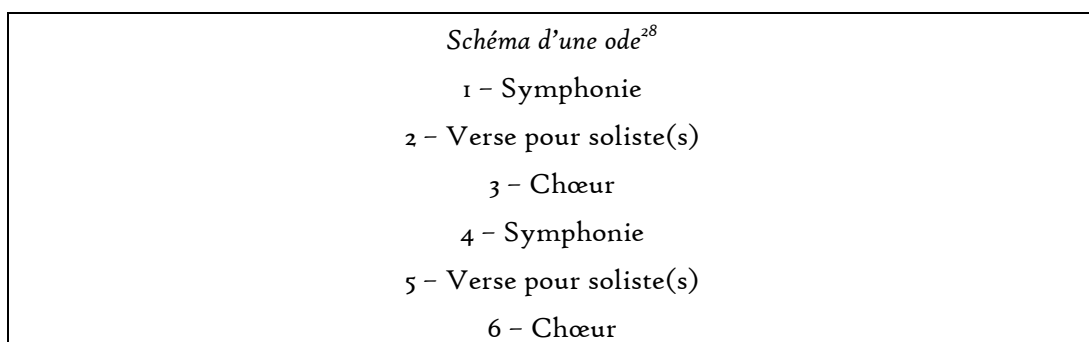 Schéma d’une ode²⁸
1 – Symphonie
2 – Verse pour soliste(s)
3 – Chœur
4 – Symphonie
5 – Verse pour soliste(s)
6 – Chœur